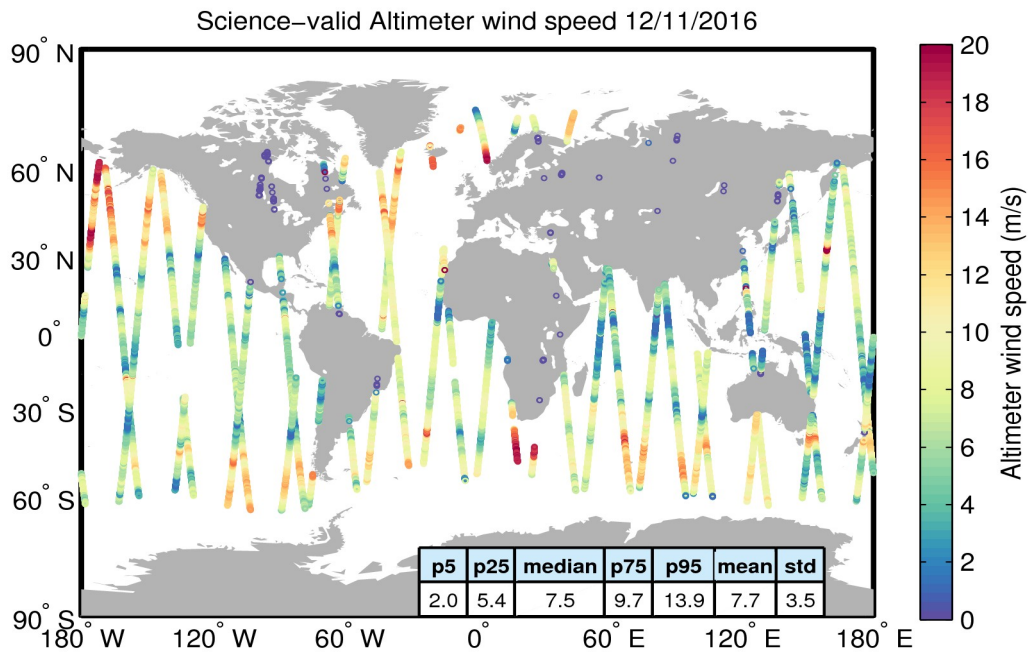 Science−valid Altimeter wind speed 12/11/2016
90° N
60° N
30° N
0°
30° S
60° S
90° S
180° W
120° W
60° W
0°
60° E
120° E
180° E
p5 p25 median p75 p95 mean std
2.0 5.4 7.5 9.7 13.9 7.7 3.5
20
18
16
14
12
10
8
6
4
2
0
Altimeter wind speed (m/s)